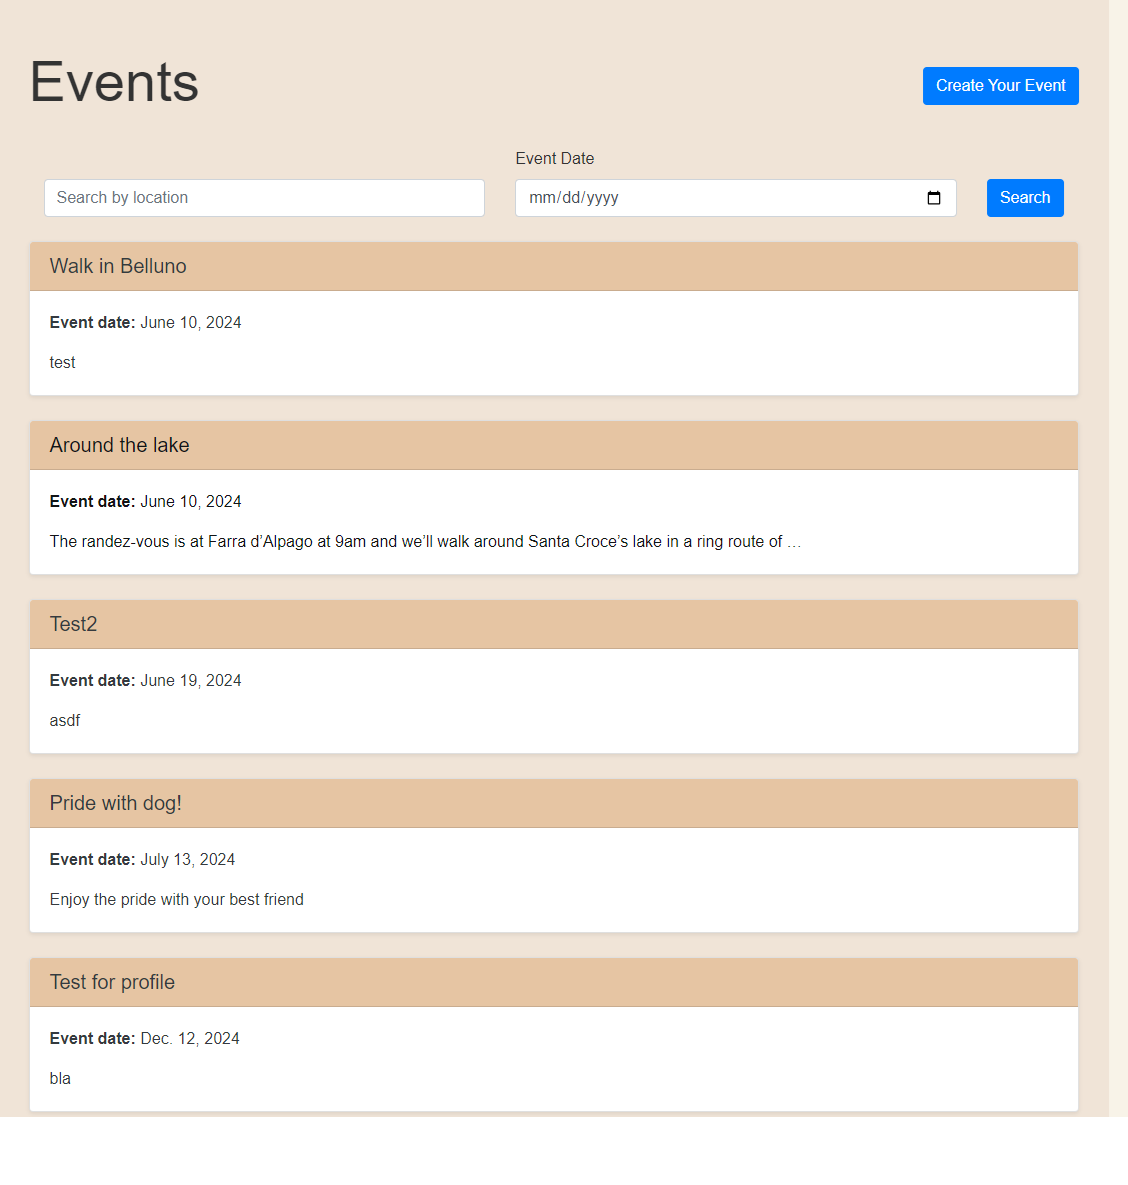 Events
Create Your Event
Event Date
Search by location
mm/dd/yyyy
Search
Walk in Belluno
Event date: June 10, 2024
test
Around the lake
Event date: June 10, 2024
The randez-vous is at Farra d’Alpago at 9am and we’ll walk around Santa Croce’s lake in a ring route of …
Test2
Event date: June 19, 2024
asdf
Pride with dog!
Event date: July 13, 2024
Enjoy the pride with your best friend
Test for profile
Event date: Dec. 12, 2024
bla